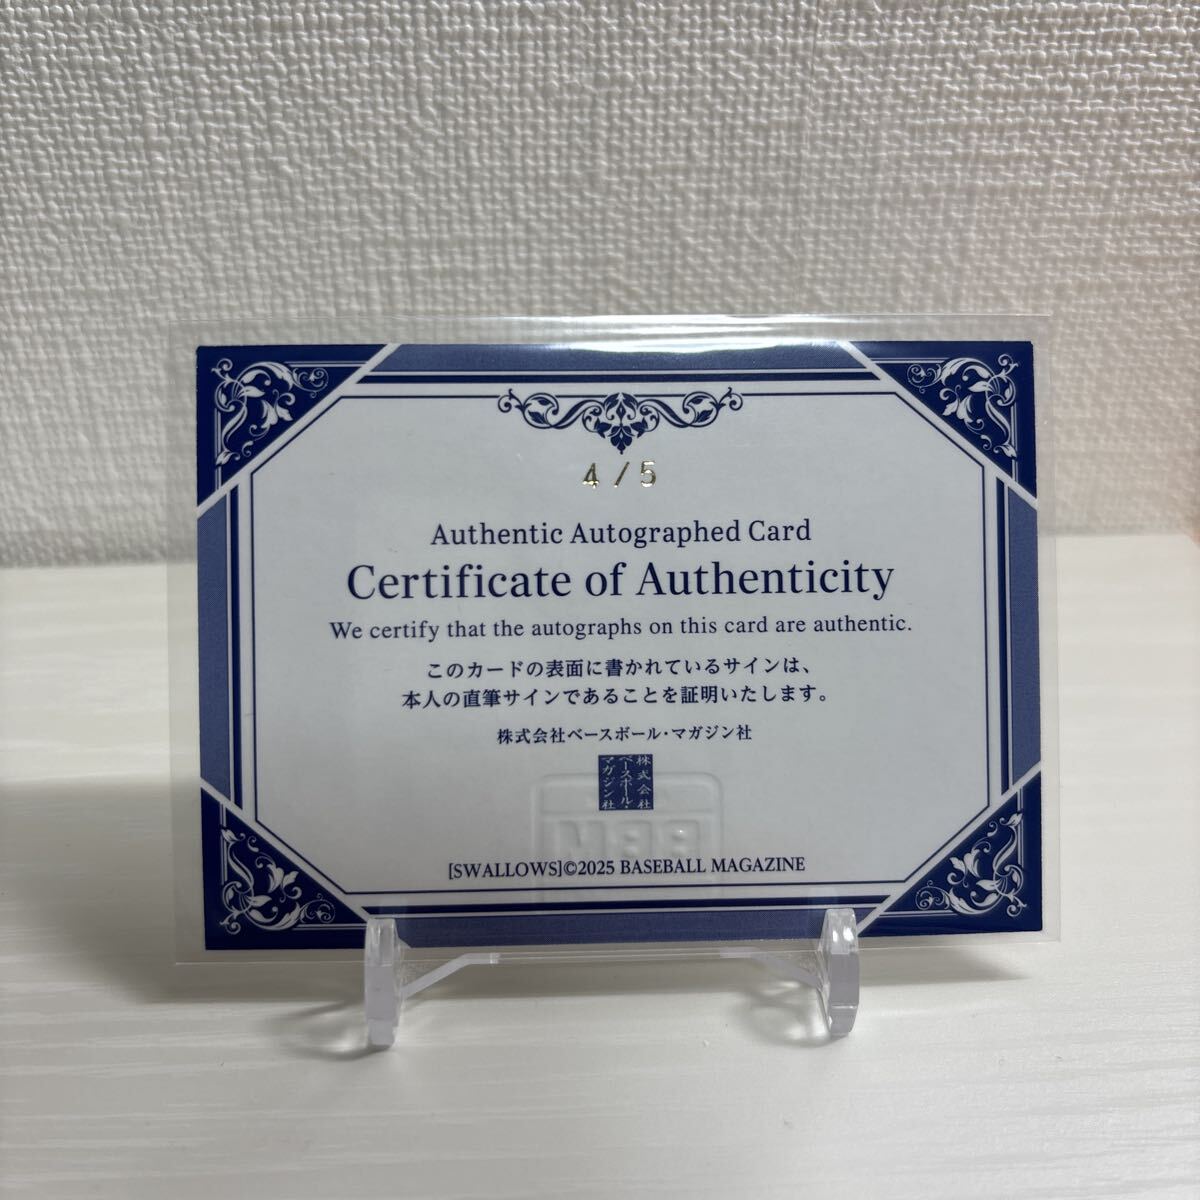 4/5
Authentic Autographed Card
Certificate of Authenticity
We certify that the autographs on this card are authentic.
このカードの表面に書かれているサインは、
本人の直筆サインであることを証明いたします。
株式会社ベースボール・マガジン社
株式会社
ベースボール・
マガジン社
BBM
[SWALLOWS]©2025 BASEBALL MAGAZINE